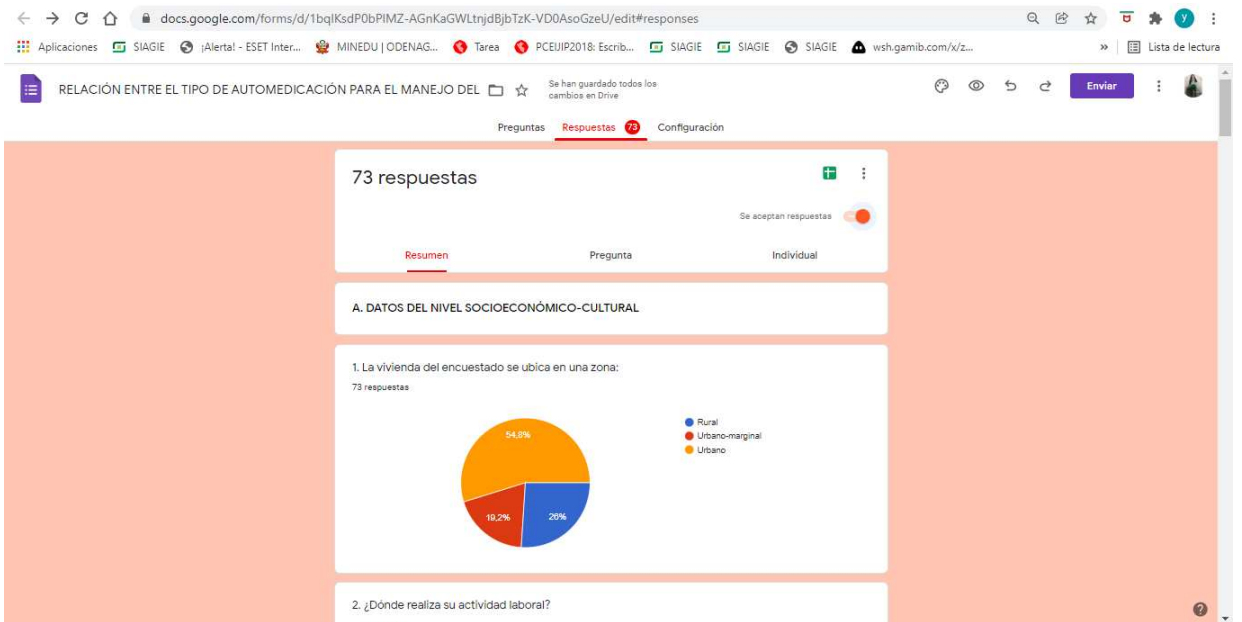 docs.google.com/forms/d/1bqIKsdP0bPIMZ-AGnKaGWLtnjdBjbTzK-VD0AsoGzeU/edit#responses
Aplicaciones SIAGIE ¡Alerta! - ESET Inter... MINEDU | ODENAG... Tarea PCEUIP2018: Escrib... SIAGIE SIAGIE SIAGIE wsh.gamib.com/x/z... » Lista de lectura
RELACIÓN ENTRE EL TIPO DE AUTOMEDICACIÓN PARA EL MANEJO DEL
Se han guardado todos los
cambios en Drive
Enviar
Preguntas Respuestas 73 Configuración
73 respuestas
Se aceptan respuestas
Resumen Pregunta Individual
A. DATOS DEL NIVEL SOCIOECONÓMICO-CULTURAL
1. La vivienda del encuestado se ubica en una zona:
73 respuestas
Rural
Urbano-marginal
Urbano
54,8%
19,2%
26%
2. ¿Dónde realiza su actividad laboral?